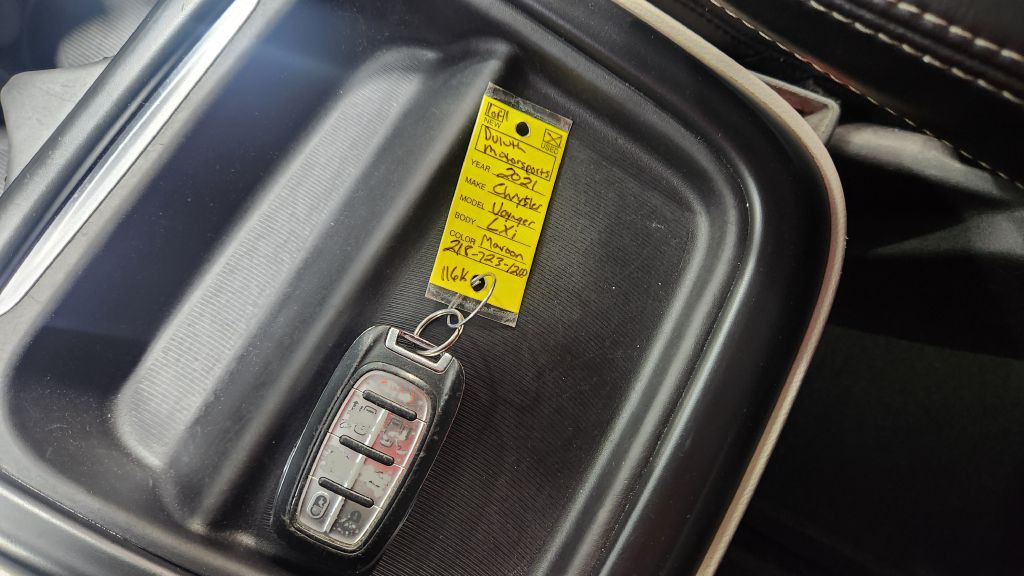 NEW
USED
Duluth
Motorsports
YEAR 2021
MAKE Chrysler
MODEL Voyager
BODY LXi
COLOR Maroon
218-723-1200
116K